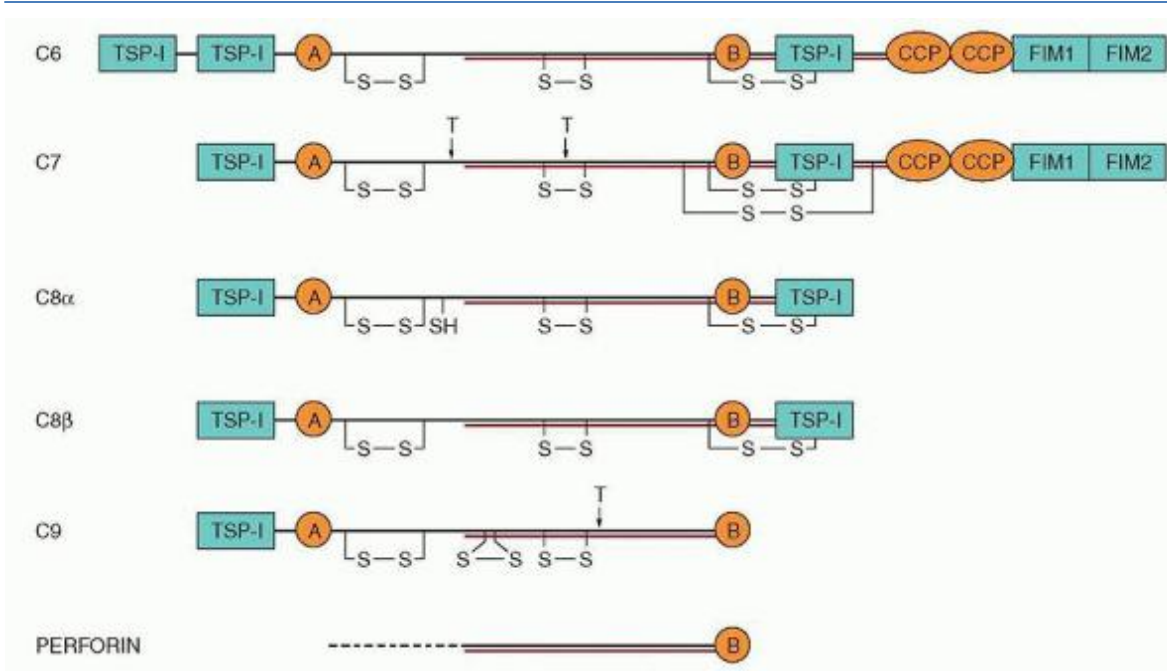 C6 TSP-I TSP-I A B TSP-I CCP CCP FIM1 FIM2
S S S S S S
T T
C7 TSP-I A B TSP-I CCP CCP FIM1 FIM2
S S S S S S
S S
C8α TSP-I A B TSP-I
S S SH S S S S
C8β TSP-I A B TSP-I
S S S S S S
T
C9 TSP-I A B
S S S S S S
PERFORIN B